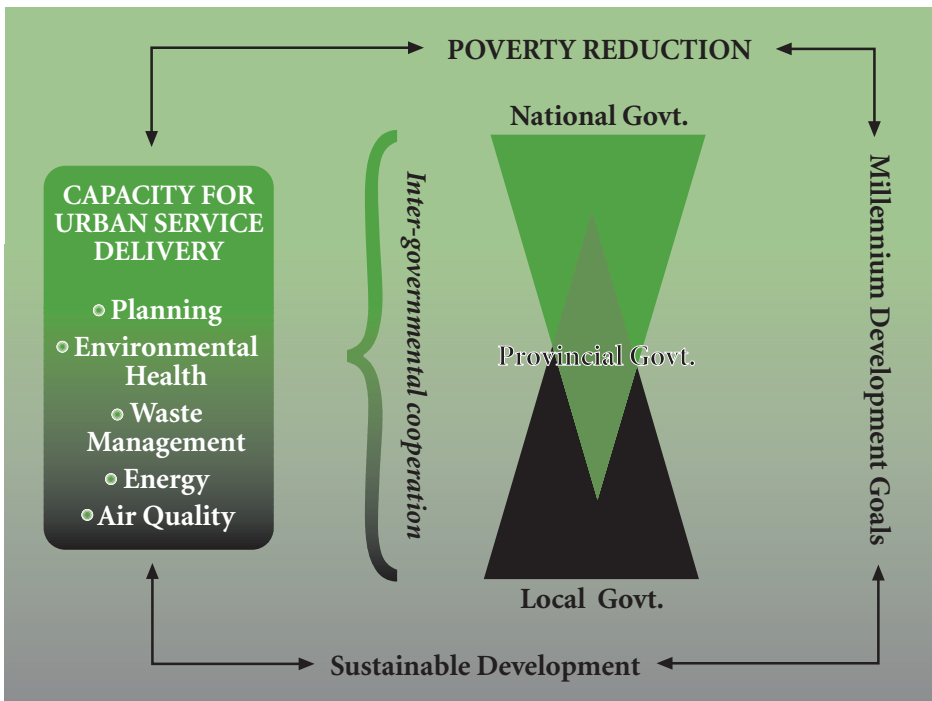 POVERTY REDUCTION
National Govt.
CAPACITY FOR
URBAN SERVICE
DELIVERY
Planning
Environmental
Health
Waste
Management
Energy
Air Quality
Inter-governmental cooperation
Provincial Govt.
Local Govt.
Millennium Development Goals
Sustainable Development